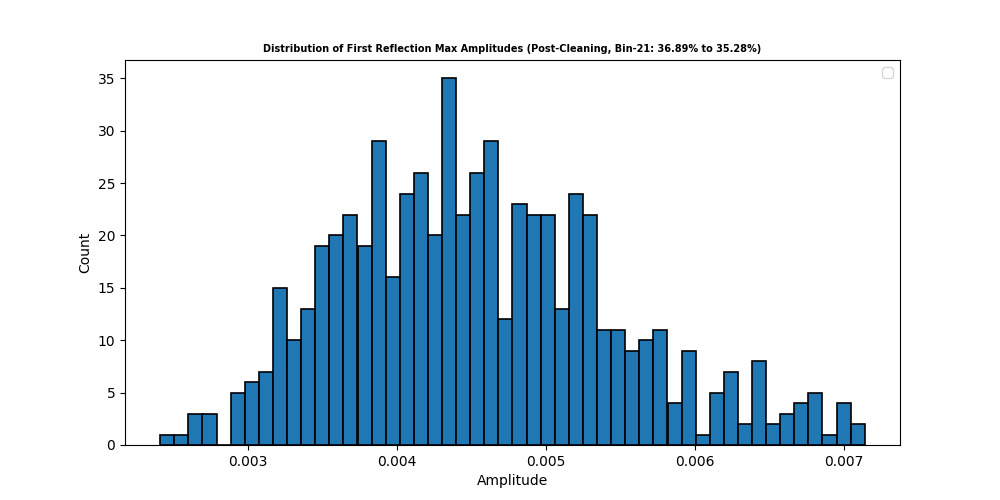 Distribution of First Reflection Max Amplitudes (Post-Cleaning, Bin-21: 36.89% to 35.28%)
35
30
25
20
15
10
5
0
Count
0.003 0.004 0.005 0.006 0.007
Amplitude